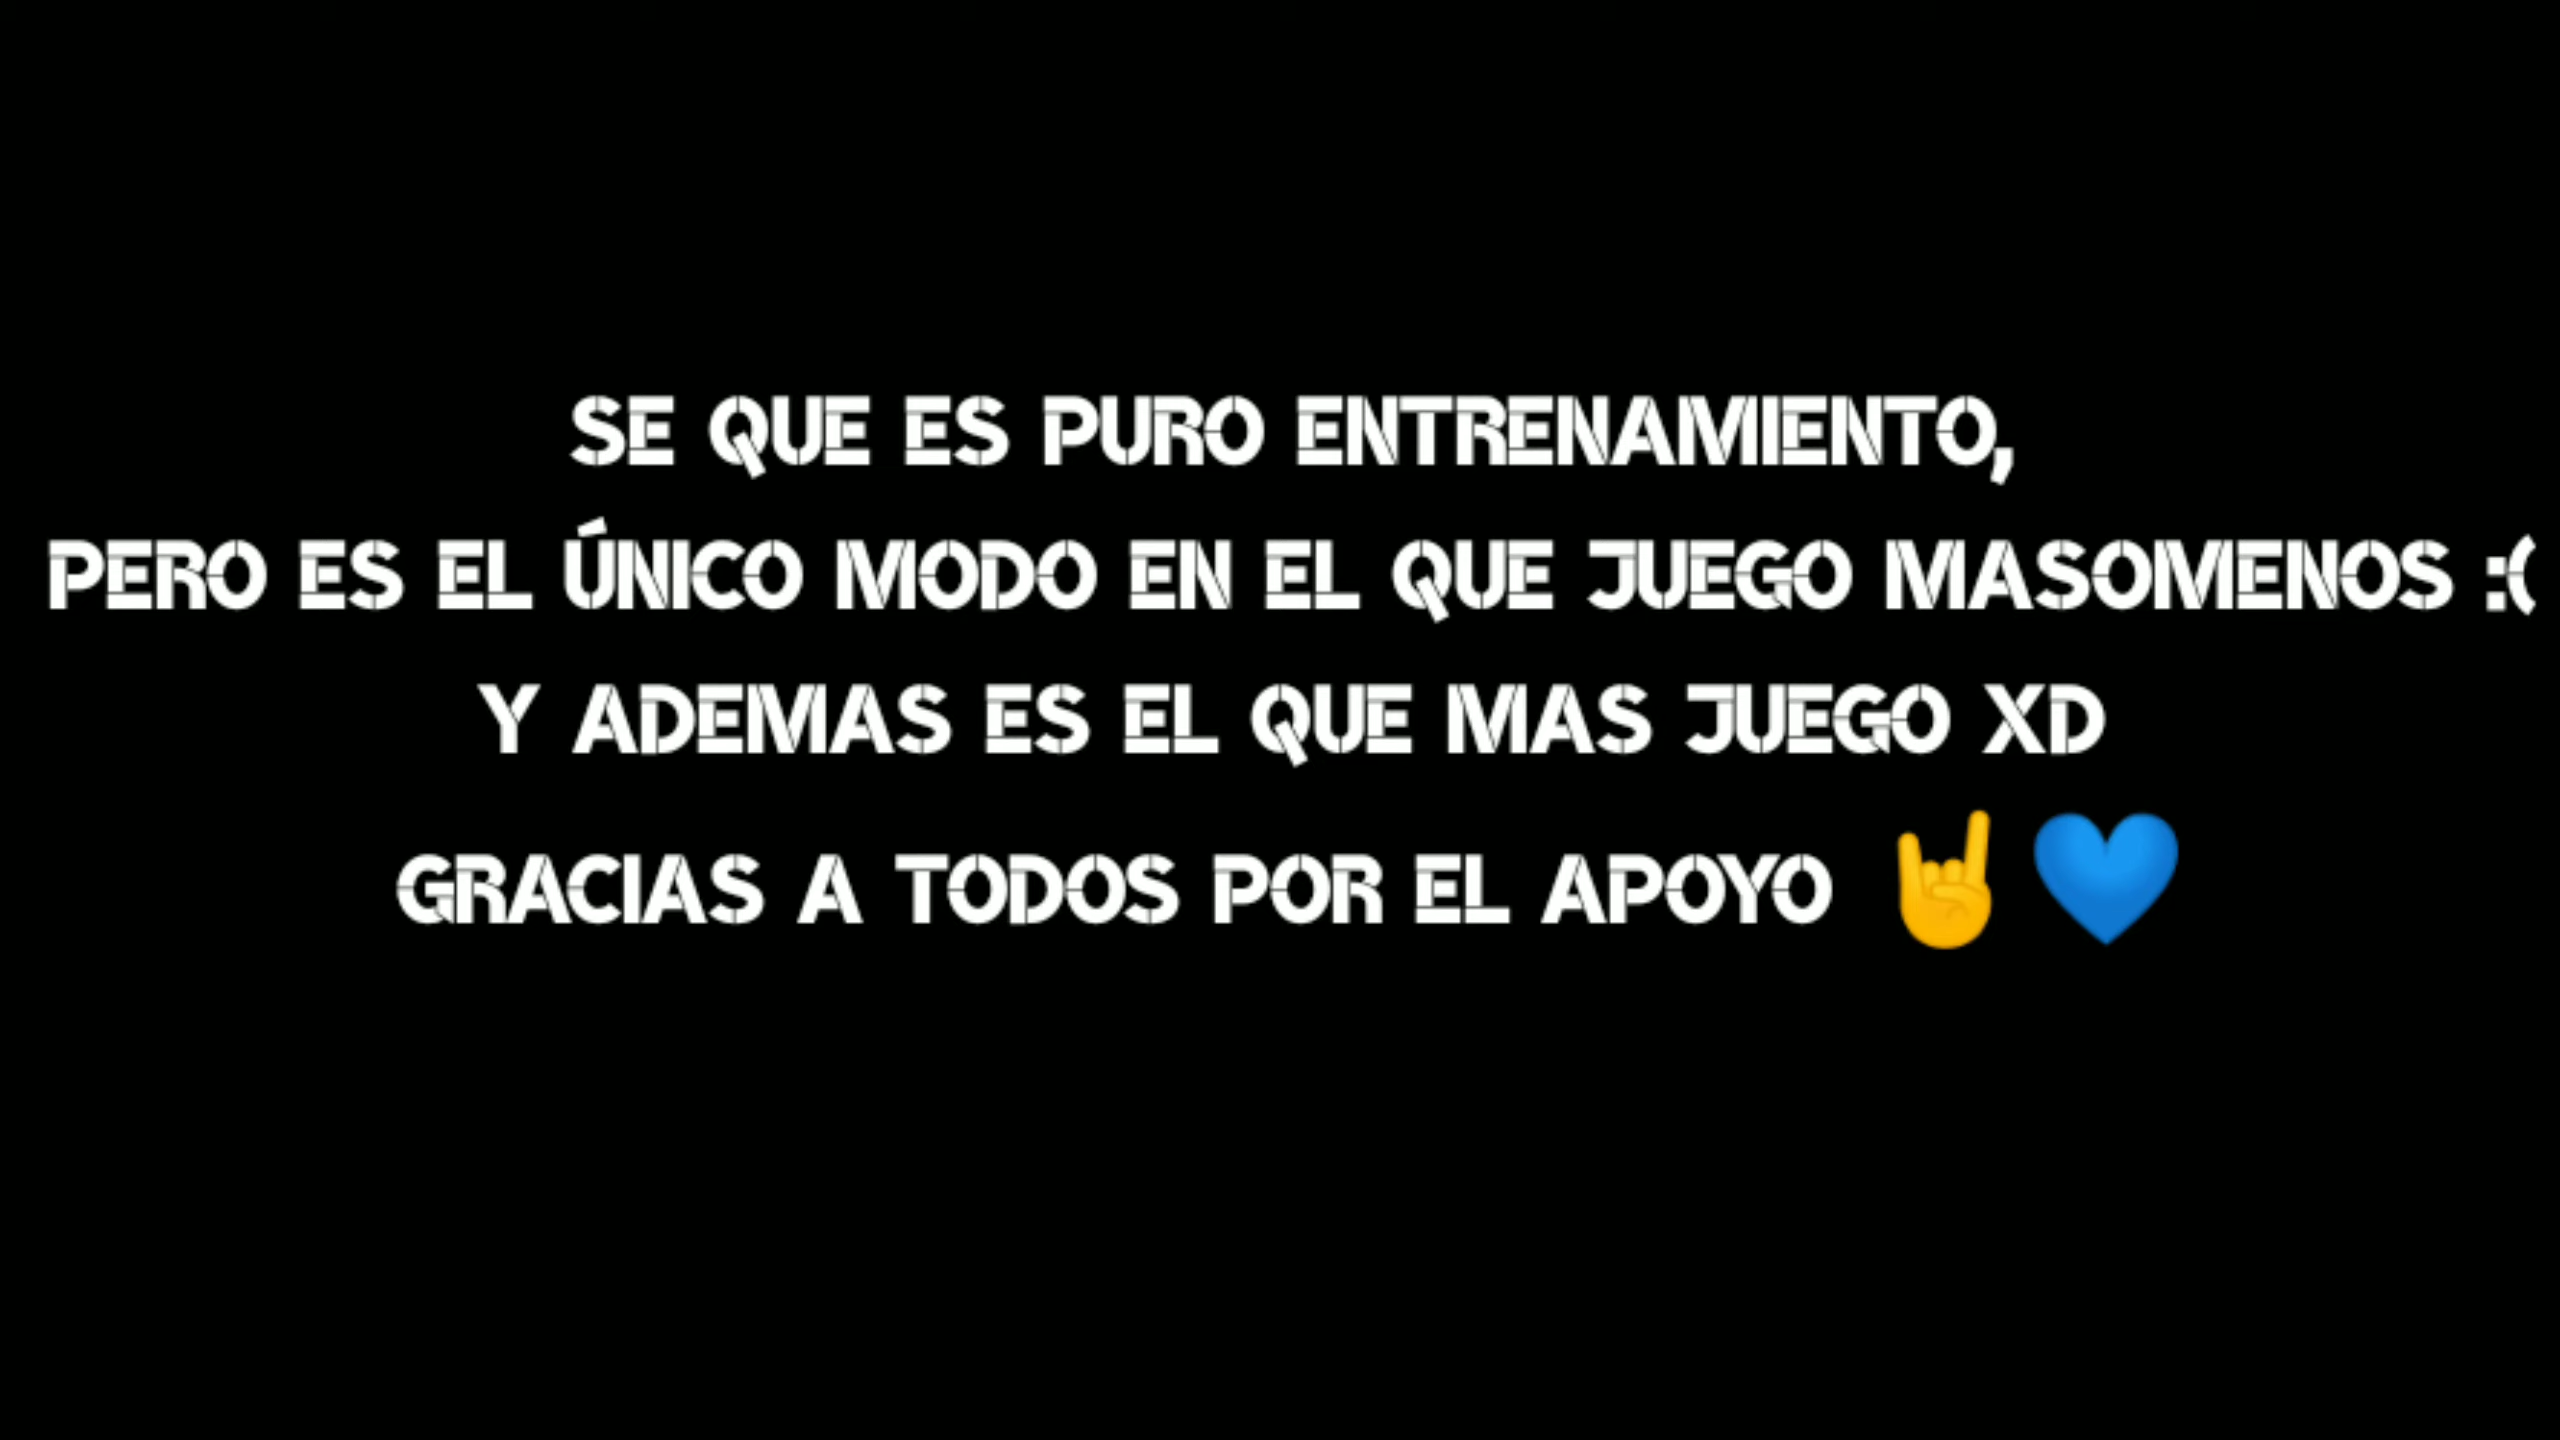 SE QUE ES PURO ENTRENAMIENTO,
PERO ES EL ÚNICO MODO EN EL QUE JUEGO MASOMENOS :(
Y ADEMAS ES EL QUE MAS JUEGO XD
GRACIAS A TODOS POR EL APOYO 🤘💙